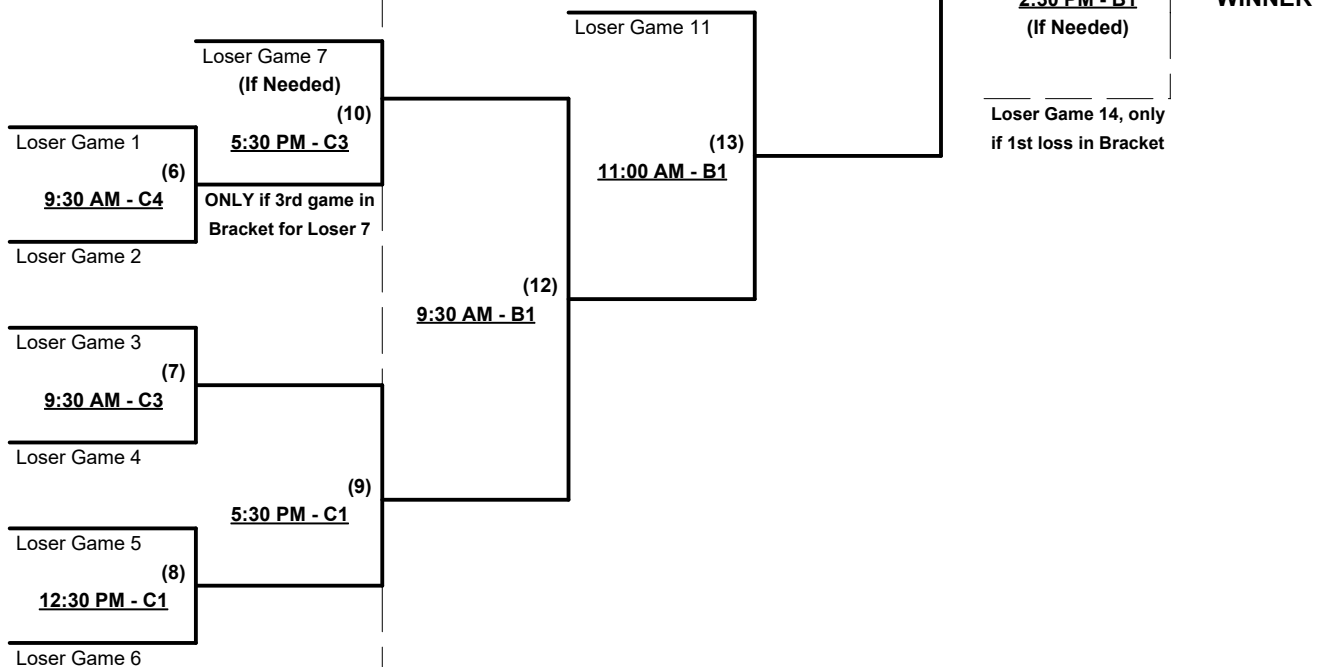 2:30 PM - B1
WINNER
(If Needed)
Loser Game 11
Loser Game 7
(If Needed)
(10)
5:30 PM - C3
ONLY if 3rd game in
Bracket for Loser 7
Loser Game 14, only
if 1st loss in Bracket
Loser Game 1
(6)
9:30 AM - C4
Loser Game 2
(13)
11:00 AM - B1
(12)
9:30 AM - B1
Loser Game 3
(7)
9:30 AM - C3
Loser Game 4
(9)
5:30 PM - C1
Loser Game 5
(8)
12:30 PM - C1
Loser Game 6